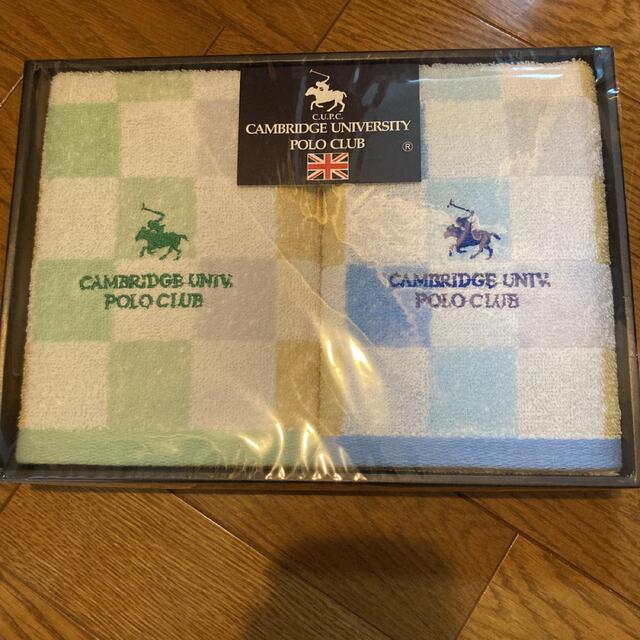 C.U.P.C.
CAMBRIDGE UNIVERSITY
POLO CLUB ®
CAMBRIDGE UNIV.
POLO CLUB
CAMBRIDGE UNIV.
POLO CLUB